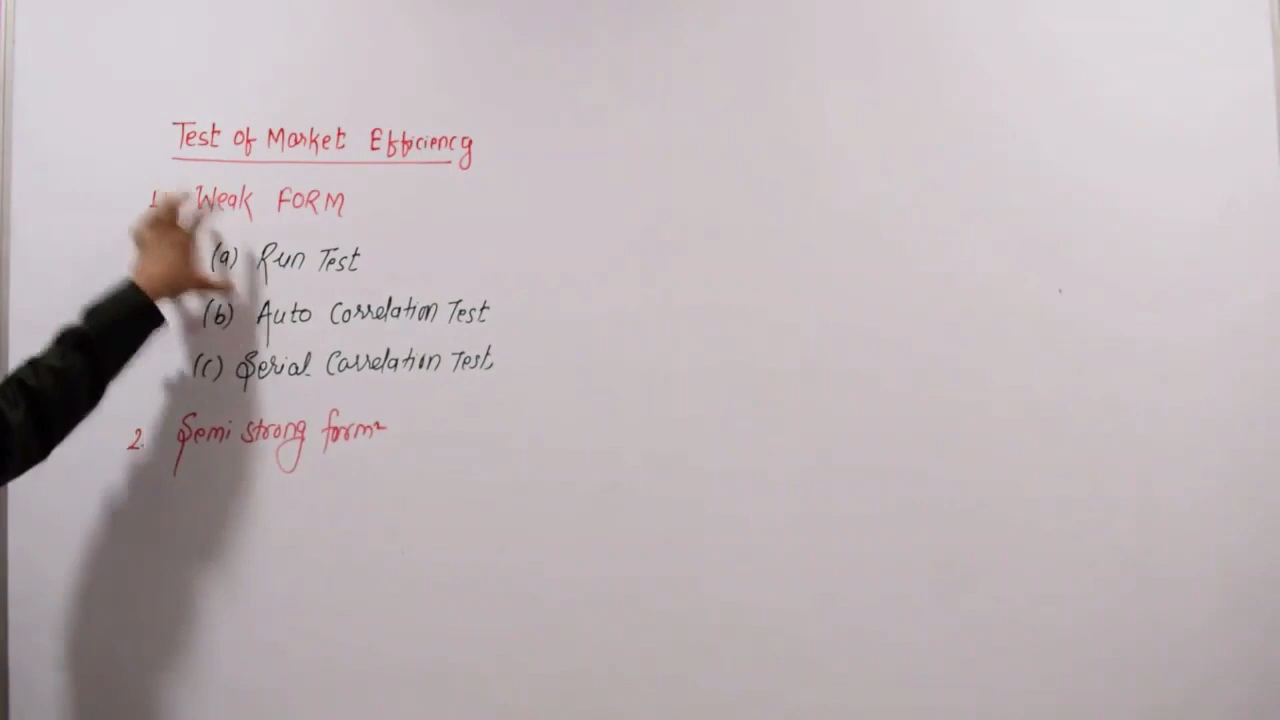 Test of Market Efficiency
1. Weak FORM
(a) Run Test
(b) Auto Correlation Test
(c) Serial Correlation Test
2. Semi strong form